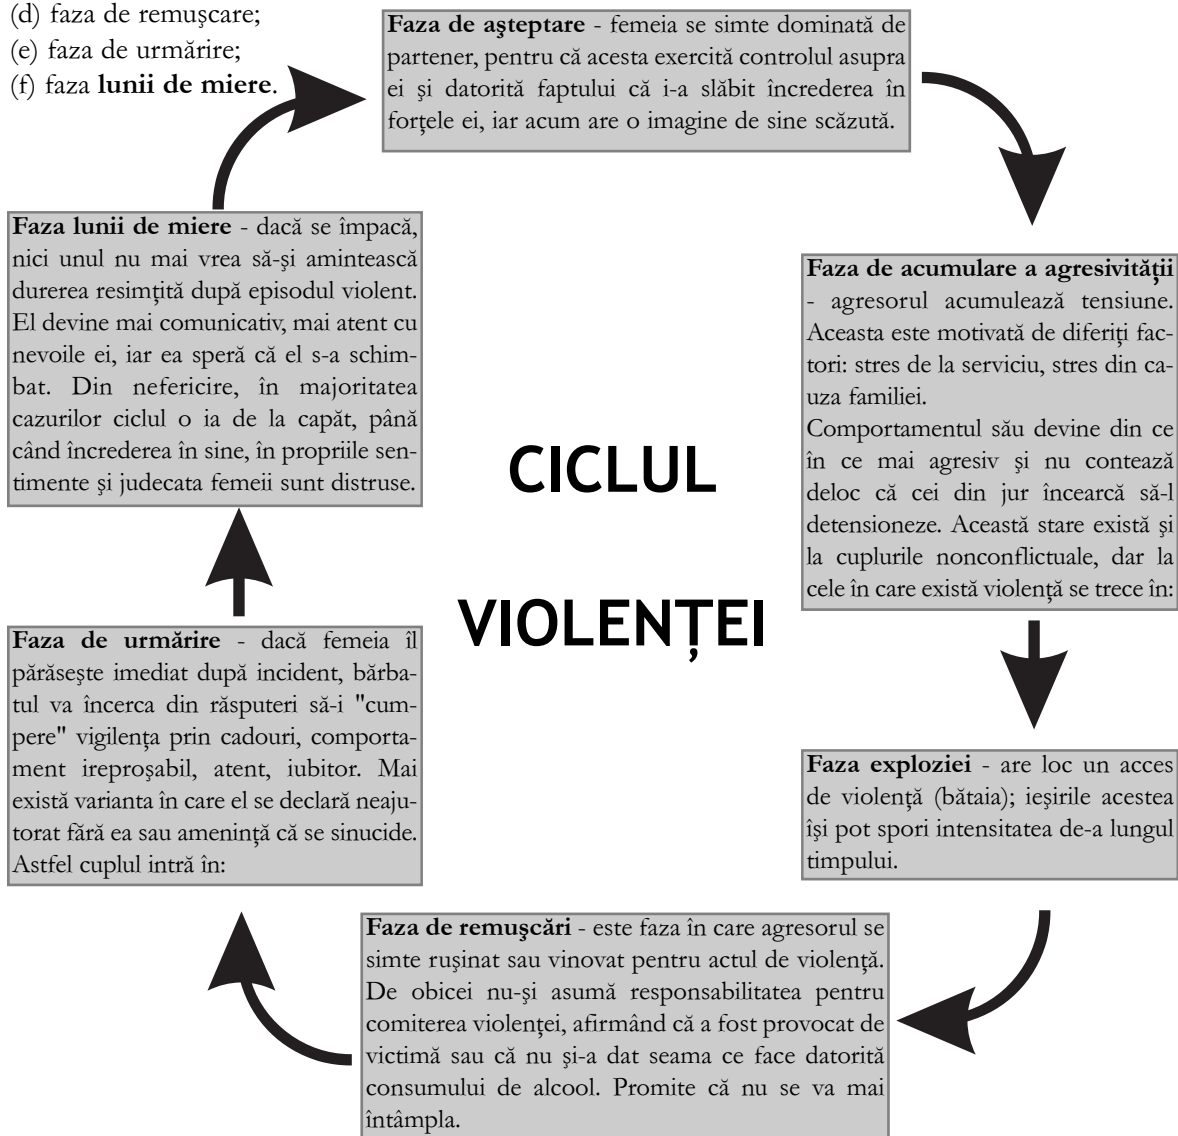 (d) faza de remuşcare;
(e) faza de urmărire;
(f) faza lunii de miere.
Faza de aşteptare - femeia se simte dominată de
partener, pentru că acesta exercită controlul asupra
ei şi datorită faptului că i-a slăbit încrederea în
forţele ei, iar acum are o imagine de sine scăzută.
Faza de acumulare a agresivităţii
- agresorul acumulează tensiune.
Aceasta este motivată de diferiţi fac-
tori: stres de la serviciu, stres din ca-
uza familiei.
Comportamentul său devine din ce
în ce mai agresiv şi nu contează
deloc că cei din jur încearcă să-l
detensioneze. Această stare există şi
la cuplurile nonconflictuale, dar la
cele în care există violenţă se trece în:
Faza exploziei - are loc un acces
de violenţă (bătaia); ieşirile acestea
îşi pot spori intensitatea de-a lungul
timpului.
Faza de remuşcări - este faza în care agresorul se
simte ruşinat sau vinovat pentru actul de violenţă.
De obicei nu-şi asumă responsabilitatea pentru
comiterea violenţei, afirmând că a fost provocat de
victimă sau că nu şi-a dat seama ce face datorită
consumului de alcool. Promite că nu se va mai
întâmpla.
Faza de urmărire - dacă femeia îl
părăseşte imediat după incident, bărba-
tul va încerca din răsputeri să-i "cum-
pere" vigilenţa prin cadouri, comporta-
ment ireproşabil, atent, iubitor. Mai
există varianta în care el se declară neaju-
torat fără ea sau ameninţă că se sinucide.
Astfel cuplul intră în:
Faza lunii de miere - dacă se împacă,
nici unul nu mai vrea să-şi amintească
durerea resimţită după episodul violent.
El devine mai comunicativ, mai atent cu
nevoile ei, iar ea speră că el s-a schim-
bat. Din nefericire, în majoritatea
cazurilor ciclul o ia de la capăt, până
când încrederea în sine, în propriile sen-
timente şi judecata femeii sunt distruse.
CICLUL
VIOLENŢEI